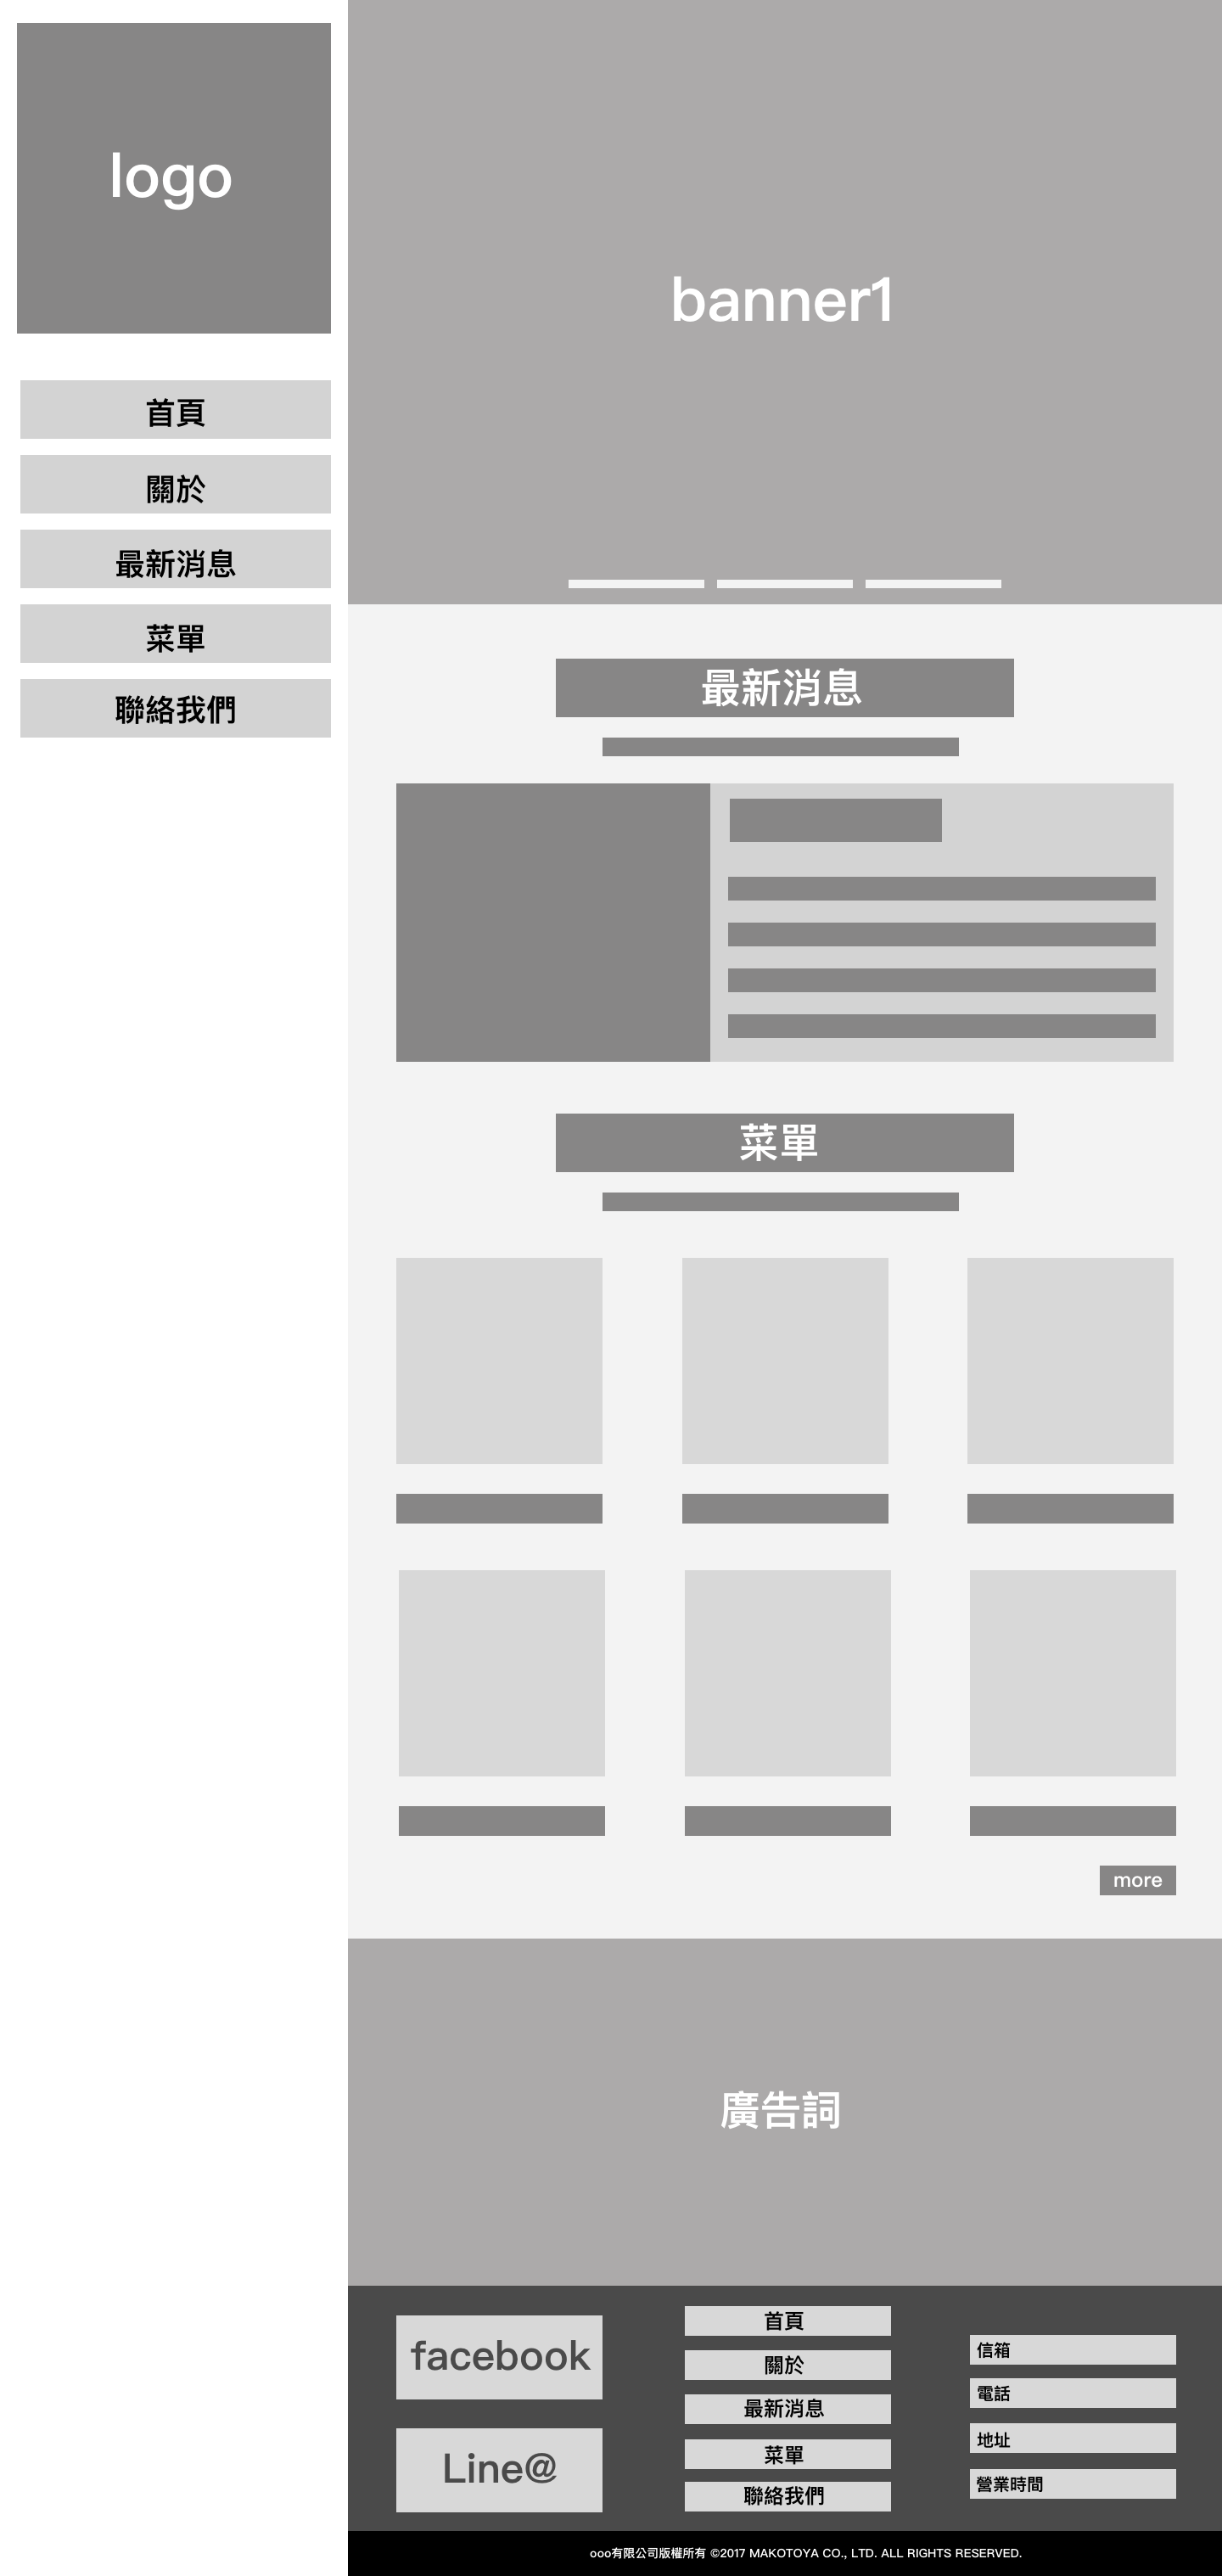 logo
首頁
關於
最新消息
菜單
聯絡我們
banner1
最新消息
菜單
more
廣告詞
facebook
Line@
首頁
關於
最新消息
菜單
聯絡我們
信箱
電話
地址
營業時間
ooo有限公司版權所有 ©2017 MAKOTOYA CO., LTD. ALL RIGHTS RESERVED.